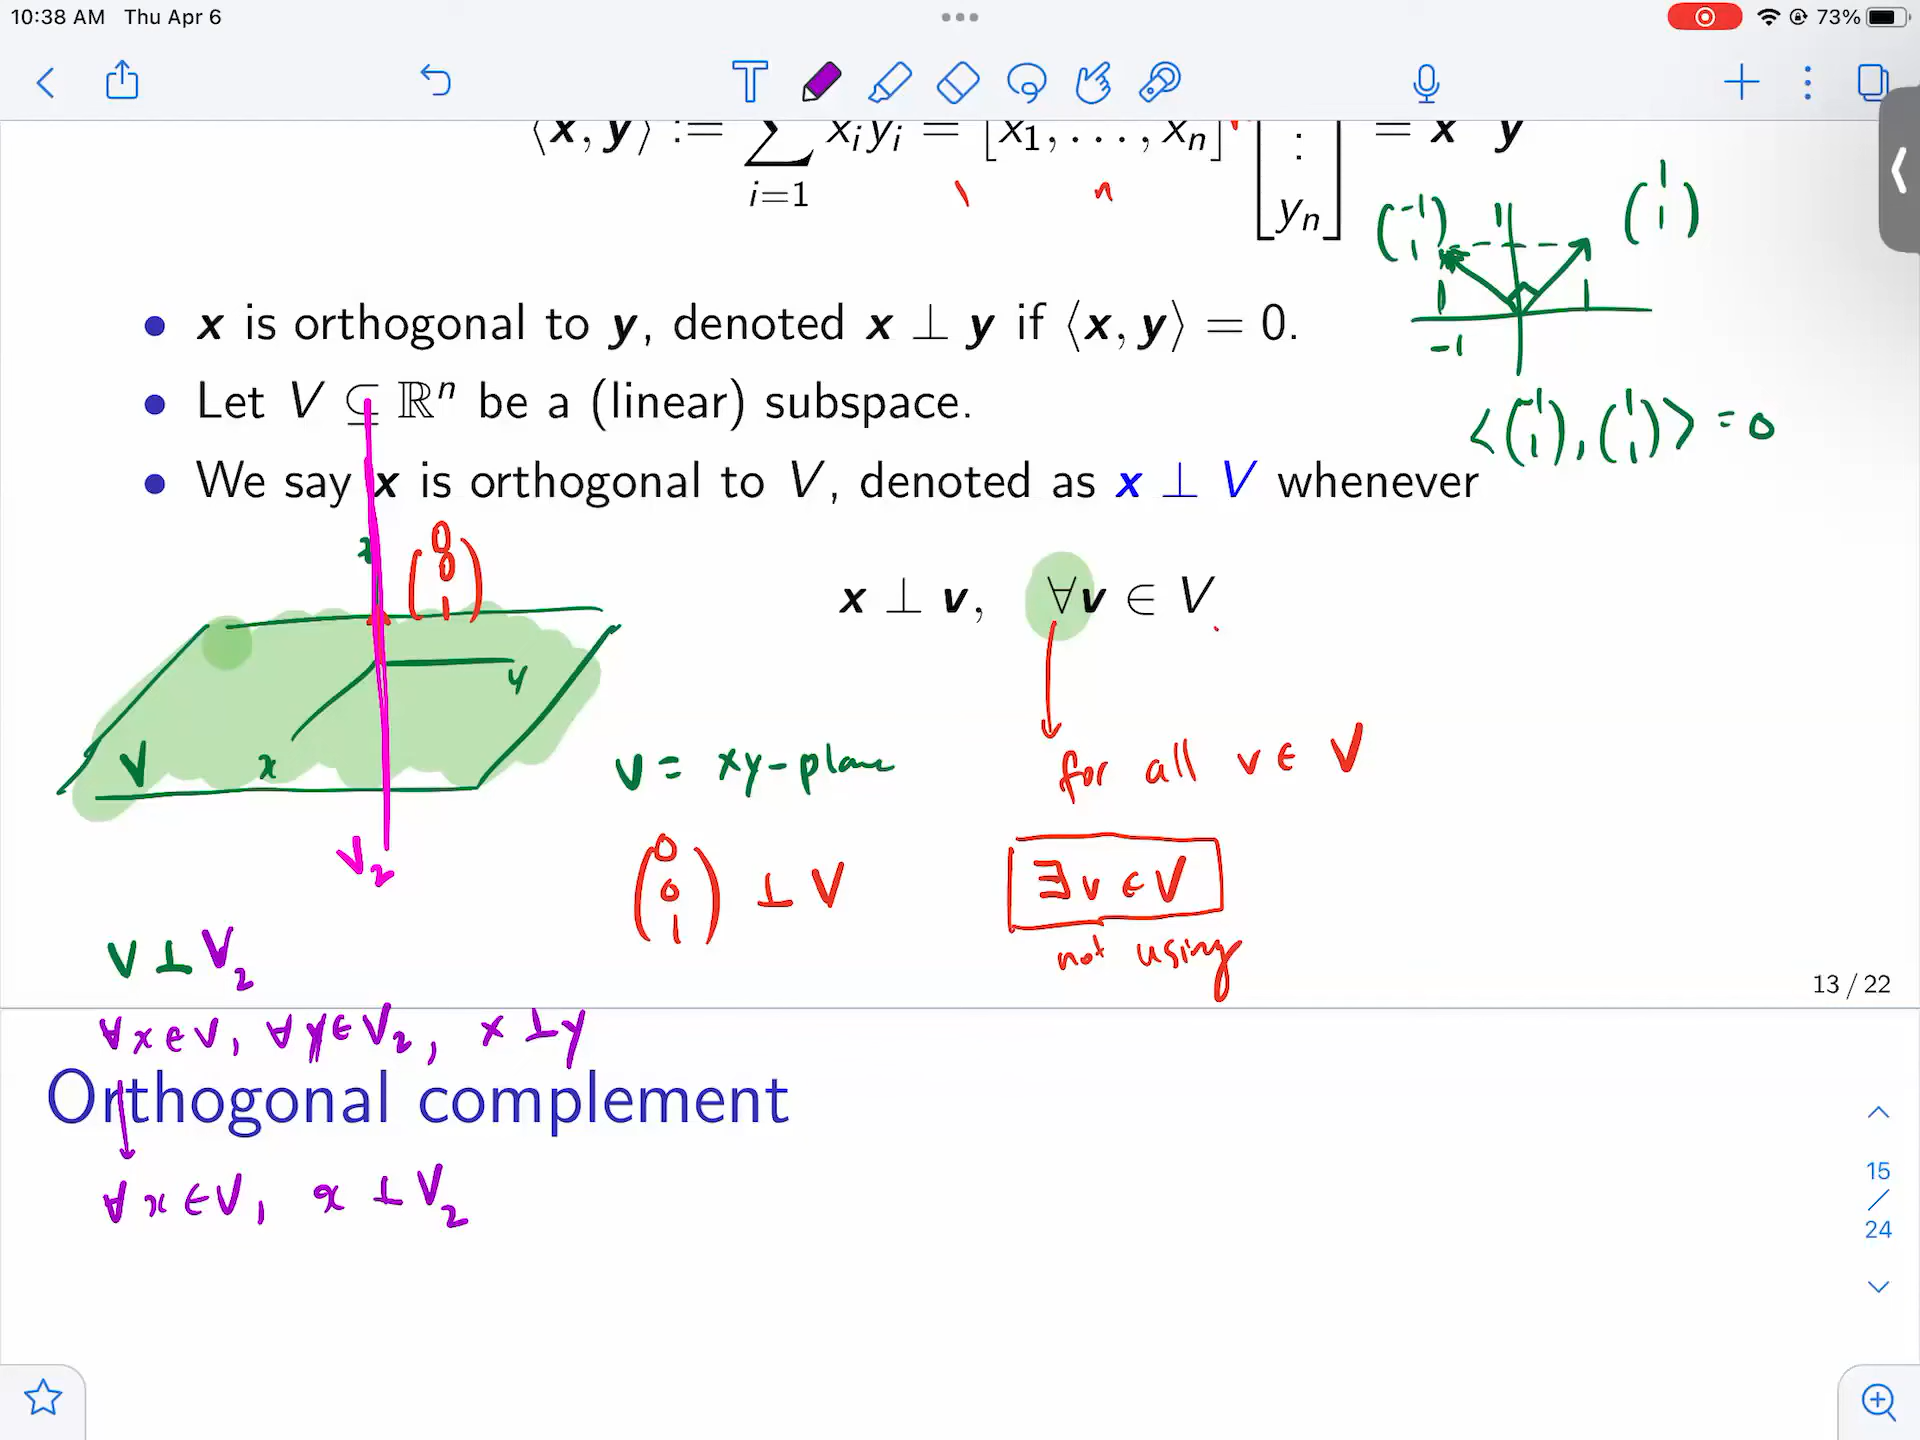 10:38 AM Thu Apr 6 73%
T
⟨x, y⟩ := ∑ xᵢyᵢ = [x₁, . . . , xₙ] ⋮ = x y
i=1
yₙ
1 n
(-1 1) (1 1)
1 1
-1
• x is orthogonal to y, denoted x ⊥ y if ⟨x, y⟩ = 0.
• Let V ⊆ ℝⁿ be a (linear) subspace.
<(-1 1), (1 1)> = 0
• We say x is orthogonal to V, denoted as x ⊥ V whenever
z (0 0 1)
x ⊥ v, ∀v ∈ V
y
V x
V = xy-plane
for all v ∈ V
V₂
(0 0 1) ⊥ V
∃ v ∈ V
not using
V ⊥ V₂
13 / 22
∀ x ∈ V, ∀ y ∈ V₂, x ⊥ y
Orthogonal complement
∀ x ∈ V, x ⊥ V₂
15
/
24